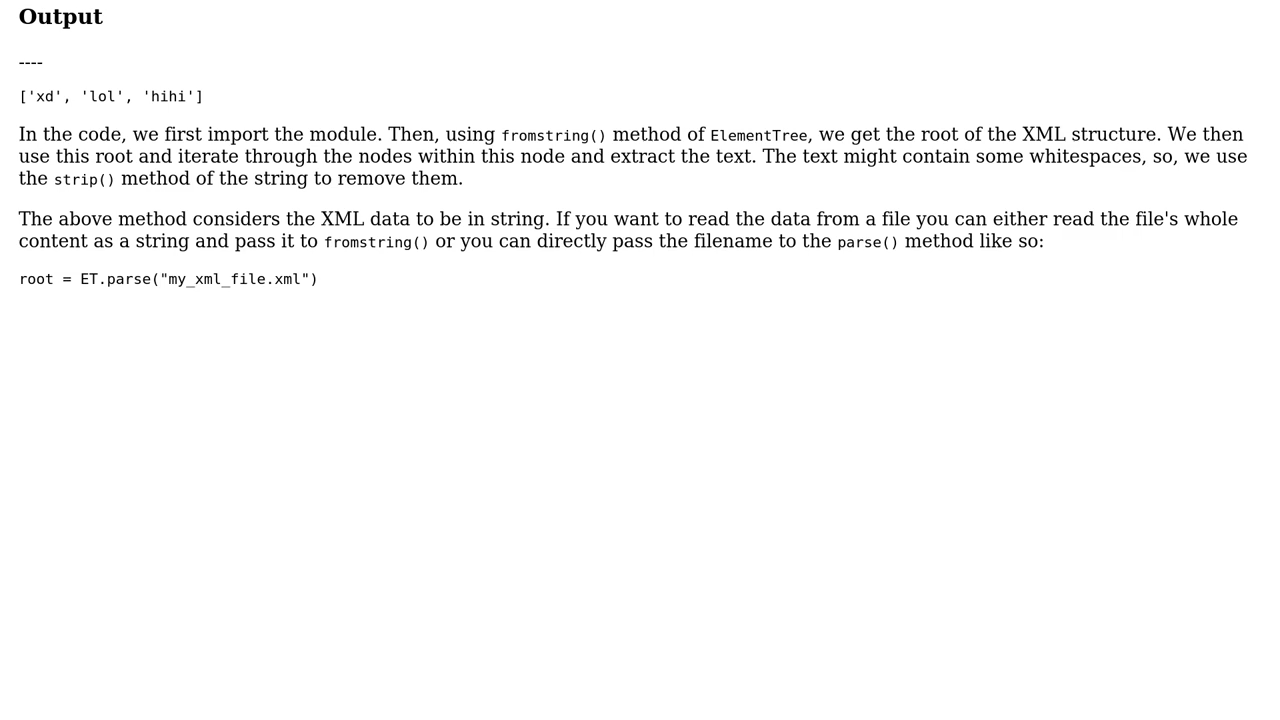 Output
----
['xd', 'lol', 'hihi']
In the code, we first import the module. Then, using fromstring() method of ElementTree, we get the root of the XML structure. We then
use this root and iterate through the nodes within this node and extract the text. The text might contain some whitespaces, so, we use
the strip() method of the string to remove them.
The above method considers the XML data to be in string. If you want to read the data from a file you can either read the file's whole
content as a string and pass it to fromstring() or you can directly pass the filename to the parse() method like so:
root = ET.parse("my_xml_file.xml")